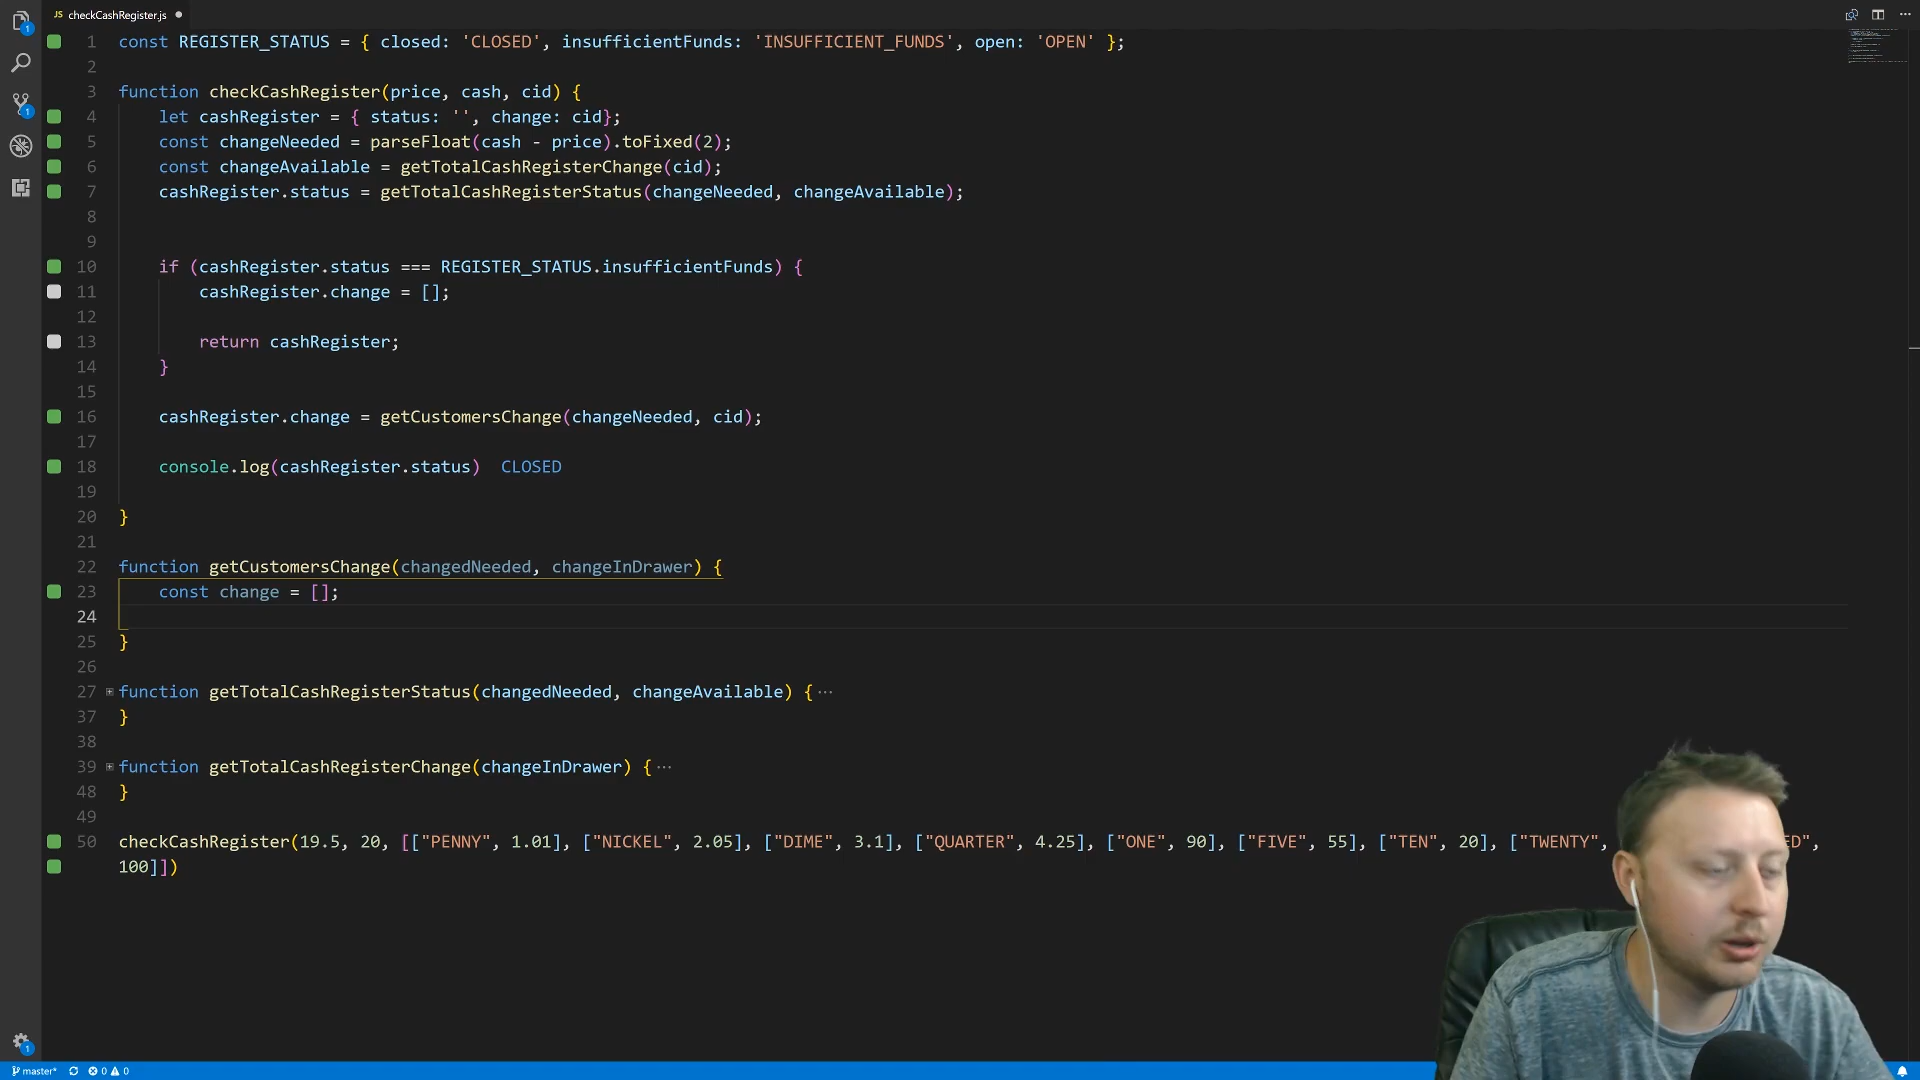 JS checkCashRegister.js
1 const REGISTER_STATUS = { closed: 'CLOSED', insufficientFunds: 'INSUFFICIENT_FUNDS', open: 'OPEN' };
2
3 function checkCashRegister(price, cash, cid) {
4 let cashRegister = { status: '', change: cid};
5 const changeNeeded = parseFloat(cash - price).toFixed(2);
6 const changeAvailable = getTotalCashRegisterChange(cid);
7 cashRegister.status = getTotalCashRegisterStatus(changeNeeded, changeAvailable);
8
9
10 if (cashRegister.status === REGISTER_STATUS.insufficientFunds) {
11 cashRegister.change = [];
12
13 return cashRegister;
14 }
15
16 cashRegister.change = getCustomersChange(changeNeeded, cid);
17
18 console.log(cashRegister.status) CLOSED
19
20 }
21
22 function getCustomersChange(changedNeeded, changeInDrawer) {
23 const change = [];
24
25 }
26
27 function getTotalCashRegisterStatus(changedNeeded, changeAvailable) {···
37 }
38
39 function getTotalCashRegisterChange(changeInDrawer) {···
48 }
49
50 checkCashRegister(19.5, 20, [["PENNY", 1.01], ["NICKEL", 2.05], ["DIME", 3.1], ["QUARTER", 4.25], ["ONE", 90], ["FIVE", 55], ["TEN", 20], ["TWENTY",
100]])
master* 0 0